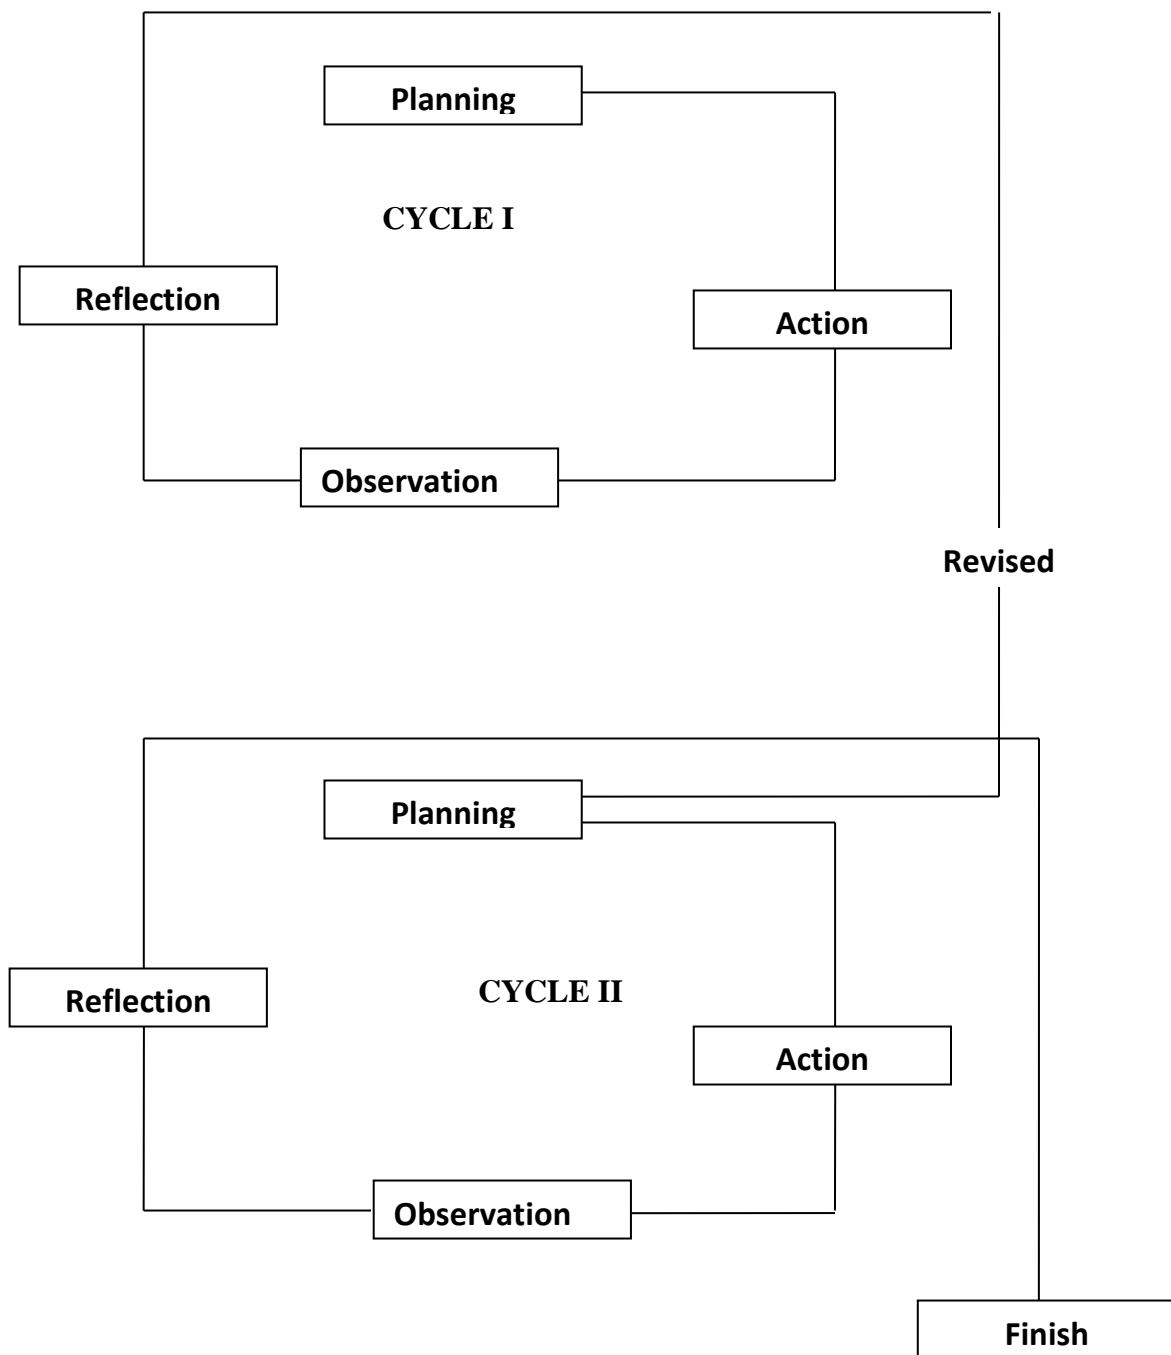 Planning
CYCLE I
Reflection
Action
Observation
Revised
Planning
Reflection
CYCLE II
Action
Observation
Finish